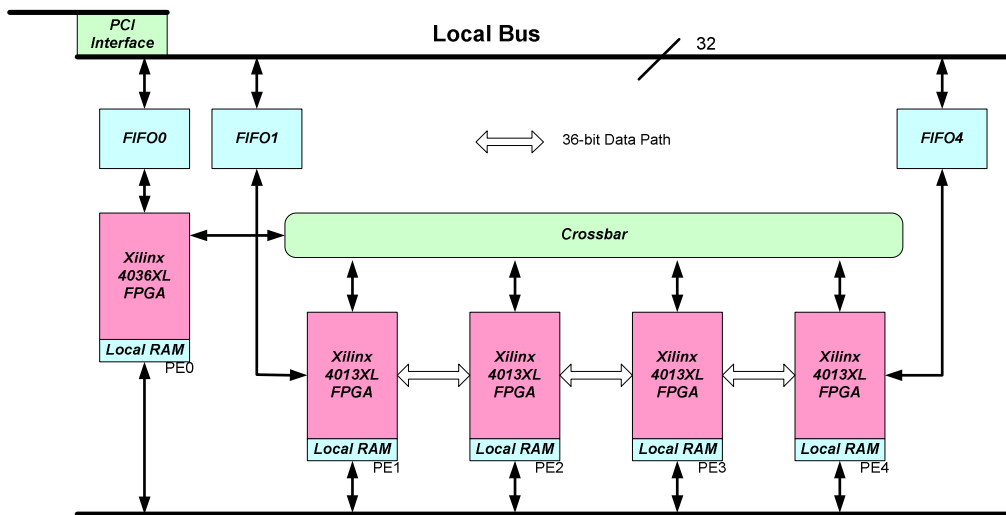 PCI
Interface
Local Bus
32
FIFO0
FIFO1
36-bit Data Path
FIFO4
Crossbar
Xilinx
4036XL
FPGA
Local RAM
PE0
Xilinx
4013XL
FPGA
Local RAM
PE1
Xilinx
4013XL
FPGA
Local RAM
PE2
Xilinx
4013XL
FPGA
Local RAM
PE3
Xilinx
4013XL
FPGA
Local RAM
PE4